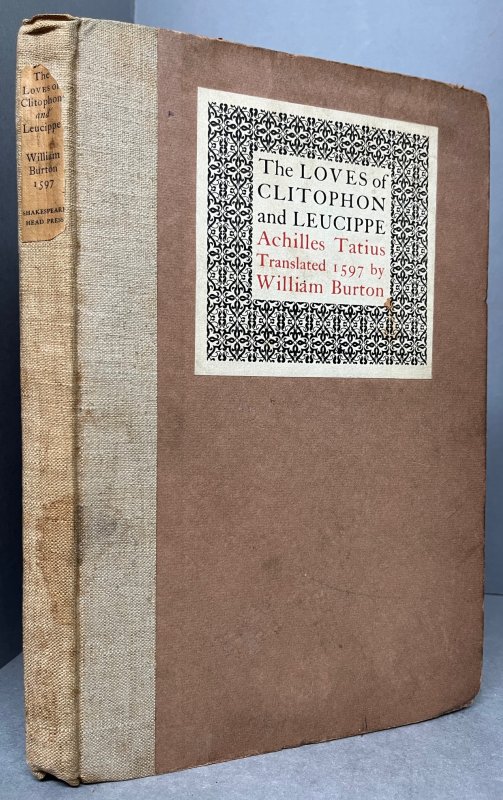 The
LOVES of
Clitophon
and
Leucippe
William
Burton
1597
SHAKESPEARE
HEAD PRESS
The LOVES of
CLITOPHON
and LEUCIPPE
Achilles Tatius
Translated 1597 by
William Burton